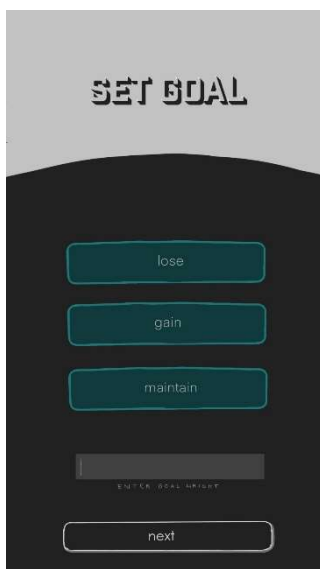 SET GOAL
lose
gain
maintain
ENTER GOAL WEIGHT
next